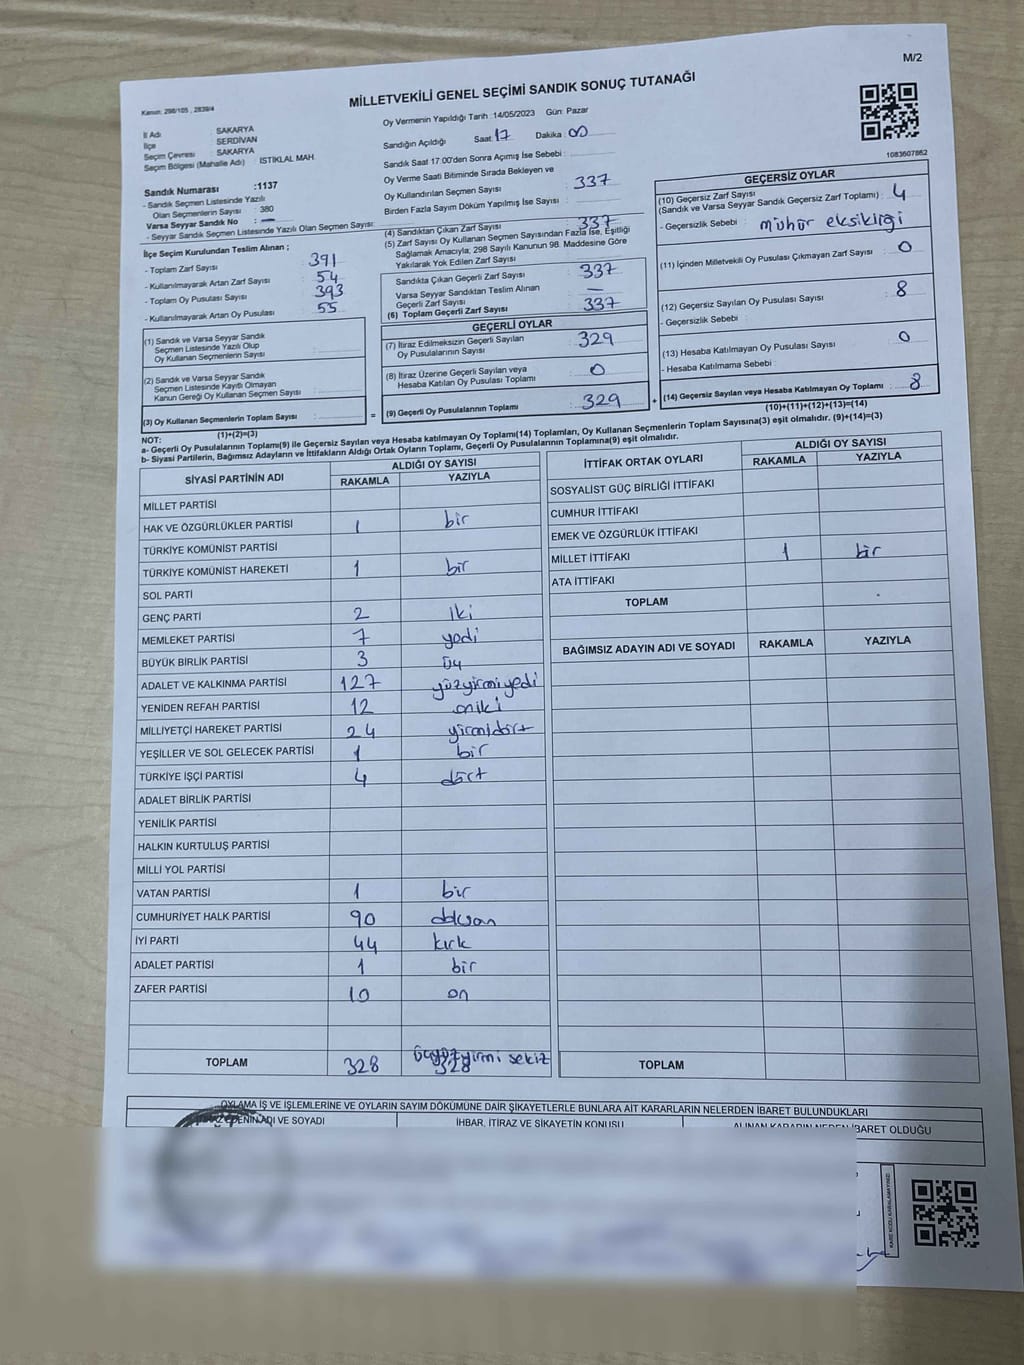 M/2
Kanun: 298/105 , 2839/4
MİLLETVEKİLİ GENEL SEÇİMİ SANDIK SONUÇ TUTANAĞI
İl Adı : SAKARYA
İlçe : SERDİVAN
Seçim Çevresi : SAKARYA
Seçim Bölgesi (Mahalle Adı) : İSTİKLAL MAH.
Sandık Numarası :1137
- Sandık Seçmen Listesinde Yazılı
Olan Seçmenlerin Sayısı : 380
Varsa Seyyar Sandık No : —
- Seyyar Sandık Seçmen Listesinde Yazılı Olan Seçmen Sayısı:
İlçe Seçim Kurulundan Teslim Alınan ;
- Toplam Zarf Sayısı : 391
- Kullanılmayarak Artan Zarf Sayısı : 54
- Toplam Oy Pusulası Sayısı : 393
- Kullanılmayarak Artan Oy Pusulası : 55
(1) Sandık ve Varsa Seyyar Sandık
Seçmen Listesinde Yazılı Olup
Oy Kullanan Seçmenlerin Sayısı :
(2) Sandık ve Varsa Seyyar Sandık
Seçmen Listesinde Kayıtlı Olmayan
Kanun Gereği Oy Kullanan Seçmen Sayısı :
(3) Oy Kullanan Seçmenlerin Toplam Sayısı :
(1)+(2)=(3)
Oy Vermenin Yapıldığı Tarih :14/05/2023 Gün: Pazar
Sandığın Açıldığı Saat :17 Dakika : 00
Sandık Saat 17:00'den Sonra Açımış İse Sebebi :
Oy Verme Saati Bitiminde Sırada Bekleyen ve
Oy Kullandırılan Seçmen Sayısı : 337
Birden Fazla Sayım Döküm Yapılmış İse Sayısı :
(4) Sandıktan Çıkan Zarf Sayısı : 337
(5) Zarf Sayısı Oy Kullanan Seçmen Sayısından Fazla İse, Eşitliği
Sağlamak Amacıyla, 298 Sayılı Kanunun 98. Maddesine Göre
Yakılarak Yok Edilen Zarf Sayısı :
Sandıkta Çıkan Geçerli Zarf Sayısı : 337
Varsa Seyyar Sandıktan Teslim Alınan
Geçerli Zarf Sayısı : —
(6) Toplam Geçerli Zarf Sayısı : 337
GEÇERLİ OYLAR
(7) İtiraz Edilmeksizin Geçerli Sayılan
Oy Pusulalarının Sayısı : 329
(8) İtiraz Üzerine Geçerli Sayılan veya
Hesaba Katılan Oy Pusulası Toplamı : 0
= (9) Geçerli Oy Pusulalarının Toplamı : 329
1083607862
GEÇERSİZ OYLAR
(10) Geçersiz Zarf Sayısı
(Sandık ve Varsa Seyyar Sandık Geçersiz Zarf Toplamı) : 4
- Geçersizlik Sebebi : mühür eksikliği
(11) İçinden Milletvekili Oy Pusulası Çıkmayan Zarf Sayısı : 0
(12) Geçersiz Sayılan Oy Pusulası Sayısı : 8
- Geçersizlik Sebebi :
(13) Hesaba Katılmayan Oy Pusulası Sayısı : 0
- Hesaba Katılmama Sebebi :
+ (14) Geçersiz Sayılan veya Hesaba Katılmayan Oy Toplamı : 8
(10)+(11)+(12)+(13)=(14)
NOT:
a- Geçerli Oy Pusulalarının Toplamı(9) ile Geçersiz Sayılan veya Hesaba katılmayan Oy Toplamı(14) Toplamları, Oy Kullanan Seçmenlerin Toplam Sayısına(3) eşit olmalıdır. (9)+(14)=(3)
b- Siyasi Partilerin, Bağımsız Adayların ve İttifakların Aldığı Ortak Oyların Toplamı, Geçerli Oy Pusulalarının Toplamına(9) eşit olmalıdır.
SİYASİ PARTİNİN ADI ALDIĞI OY SAYISI
RAKAMLA YAZIYLA
MİLLET PARTİSİ
HAK VE ÖZGÜRLÜKLER PARTİSİ 1 bir
TÜRKİYE KOMÜNİST PARTİSİ
TÜRKİYE KOMÜNİST HAREKETİ 1 bir
SOL PARTİ
GENÇ PARTİ 2 iki
MEMLEKET PARTİSİ 7 yedi
BÜYÜK BİRLİK PARTİSİ 3 üç
ADALET VE KALKINMA PARTİSİ 127 yüzyirmiyedi
YENİDEN REFAH PARTİSİ 12 oniki
MİLLİYETÇİ HAREKET PARTİSİ 24 yirmidört
YEŞİLLER VE SOL GELECEK PARTİSİ 1 bir
TÜRKİYE İŞÇİ PARTİSİ 4 dört
ADALET BİRLİK PARTİSİ
YENİLİK PARTİSİ
HALKIN KURTULUŞ PARTİSİ
MİLLİ YOL PARTİSİ
VATAN PARTİSİ 1 bir
CUMHURİYET HALK PARTİSİ 90 doksan
İYİ PARTİ 44 kırk
ADALET PARTİSİ 1 bir
ZAFER PARTİSİ 10 on
TOPLAM 328 üçyüzyirmi sekiz
328
İTTİFAK ORTAK OYLARI ALDIĞI OY SAYISI
RAKAMLA YAZIYLA
SOSYALİST GÜÇ BİRLİĞİ İTTİFAKI
CUMHUR İTTİFAKI
EMEK VE ÖZGÜRLÜK İTTİFAKI
MİLLET İTTİFAKI 1 bir
ATA İTTİFAKI
TOPLAM
BAĞIMSIZ ADAYIN ADI VE SOYADI RAKAMLA YAZIYLA
TOPLAM
OYLAMA İŞ VE İŞLEMLERİNE VE OYLARIN SAYIM DÖKÜMÜNE DAİR ŞİKAYETLERLE BUNLARA AİT KARARLARIN NELERDEN İBARET BULUNDUKLARI
EDENİN ADI VE SOYADI İHBAR, İTİRAZ VE ŞİKAYETİN KONUSU ALINAN KARARIN NEDEN İBARET OLDUĞU